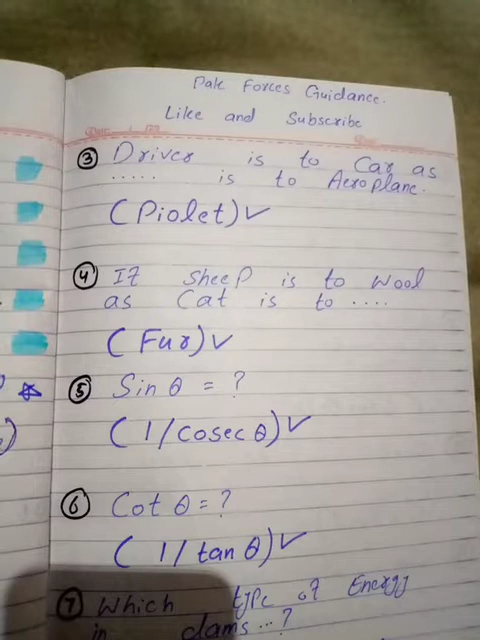 Pak Forces Guidance.
Like and Subscribe
③ Driver is to Car as
..... is to Aeroplane.
(Piolet) ✓
④ If sheep is to wool
as Cat is to ....
(Fur) ✓
⑤ Sin θ = ?
(1/cosec θ) ✓
⑥ Cot θ = ?
(1/tan θ) ✓
⑦ Which type of Energy
in dams...?